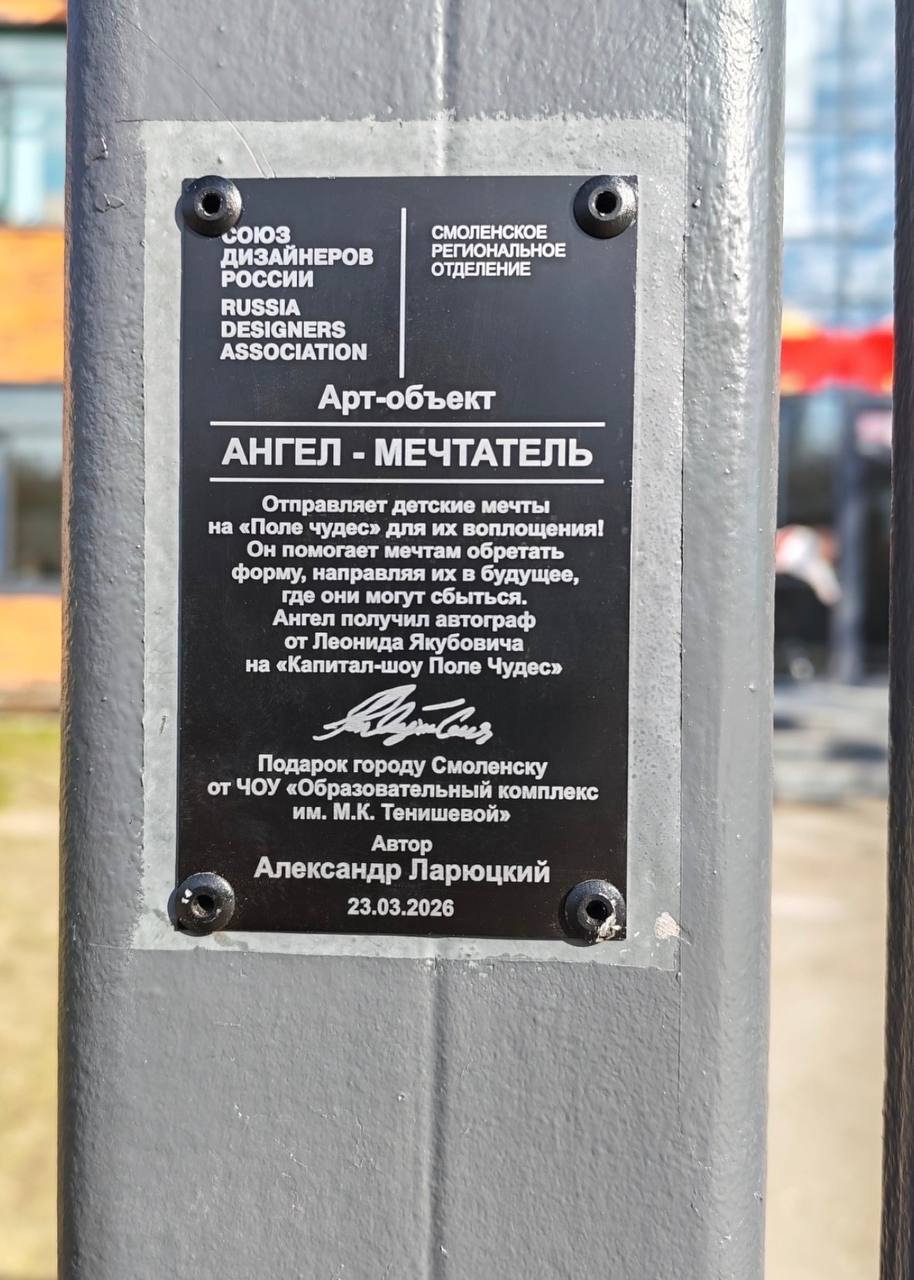 СОЮЗ
ДИЗАЙНЕРОВ
РОССИИ
RUSSIA
DESIGNERS
ASSOCIATION
СМОЛЕНСКОЕ
РЕГИОНАЛЬНОЕ
ОТДЕЛЕНИЕ
Арт-объект
АНГЕЛ - МЕЧТАТЕЛЬ
Отправляет детские мечты
на «Поле чудес» для их воплощения!
Он помогает мечтам обретать
форму, направляя их в будущее,
где они могут сбыться.
Ангел получил автограф
от Леонида Якубовича
на «Капитал-шоу Поле Чудес»
Подарок городу Смоленску
от ЧОУ «Образовательный комплекс
им. М.К. Тенишевой»
Автор
Александр Ларюцкий
23.03.2026